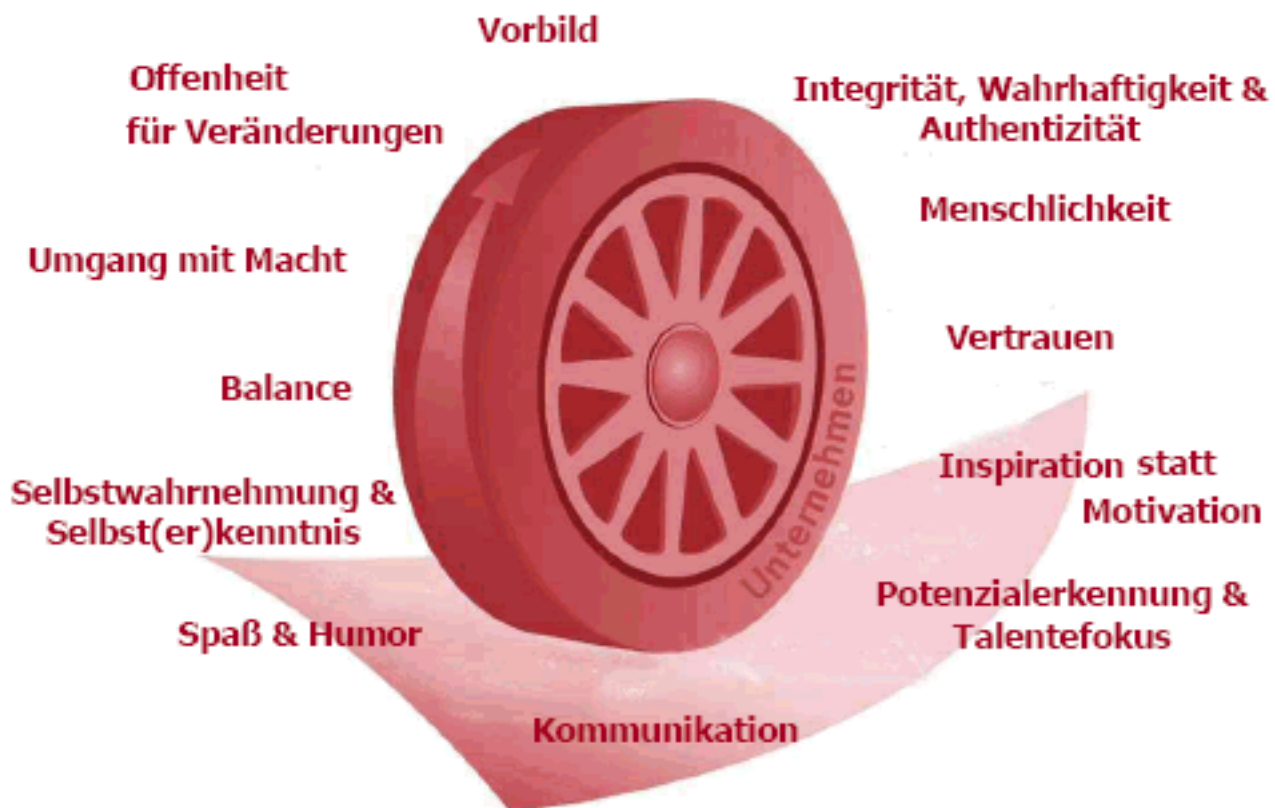 Vorbild
Offenheit
für Veränderungen
Integrität, Wahrhaftigkeit &
Authentizität
Menschlichkeit
Umgang mit Macht
Vertrauen
Balance
Unternehmen
Inspiration statt
Motivation
Selbstwahrnehmung &
Selbst(er)kenntnis
Potenzialerkennung &
Talentefokus
Spaß & Humor
Kommunikation